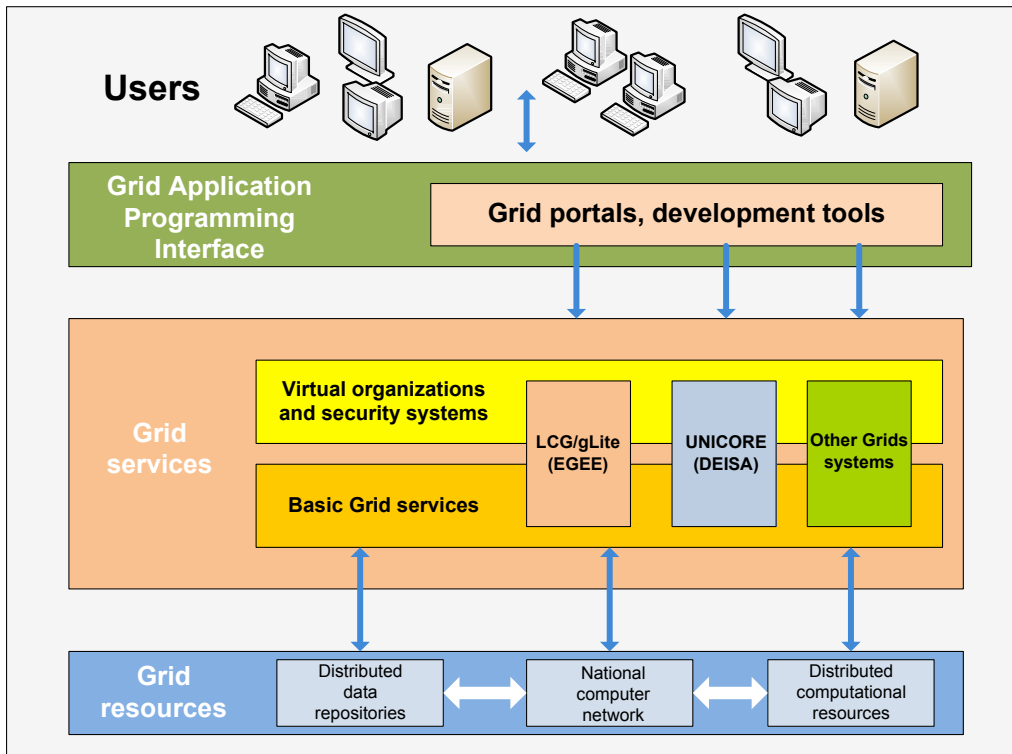 Users
Grid Application
Programming
Interface
Grid portals, development tools
Grid
services
Virtual organizations
and security systems
Basic Grid services
LCG/gLite
(EGEE)
UNICORE
(DEISA)
Other Grids
systems
Grid
resources
Distributed
data
repositories
National
computer
network
Distributed
computational
resources